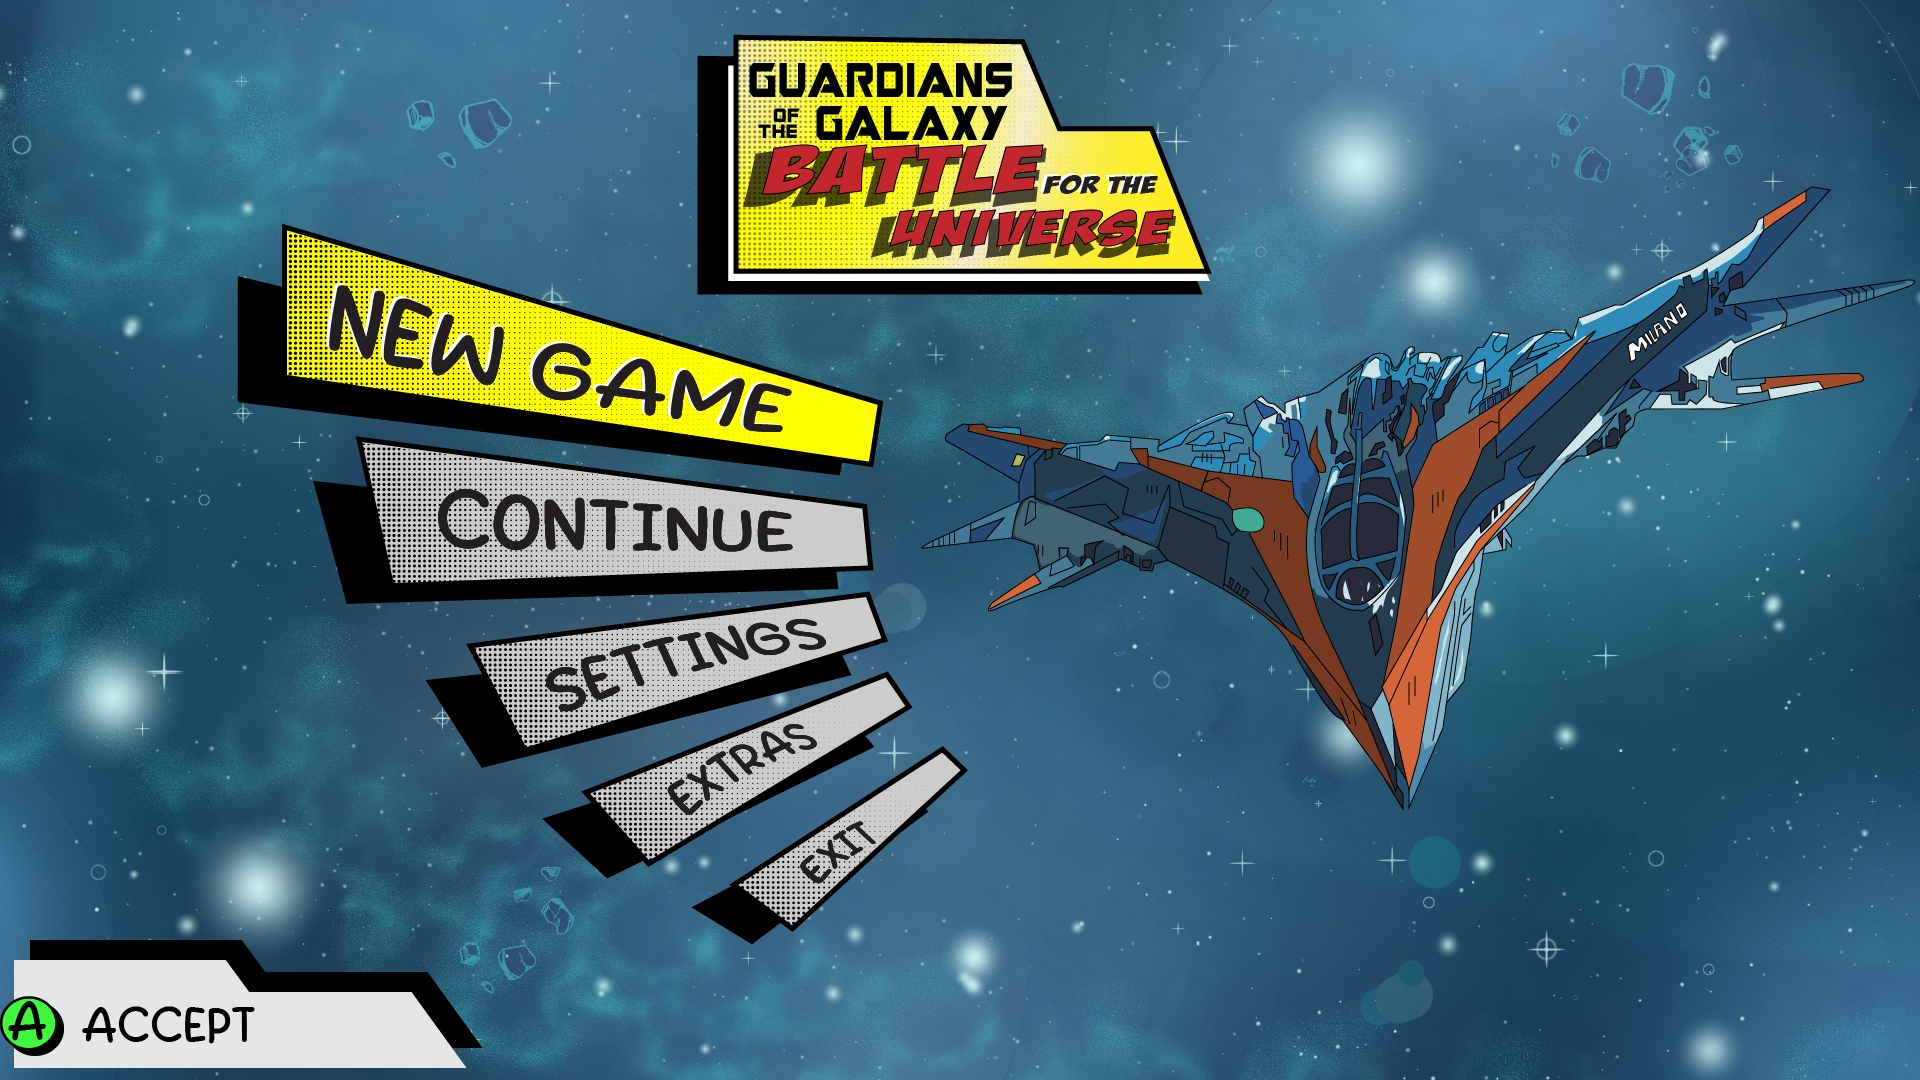 GUARDIANS
OF THE GALAXY
BATTLE FOR THE
UNIVERSE
NEW GAME
CONTINUE
SETTINGS
EXTRAS
EXIT
MILANO
A ACCEPT